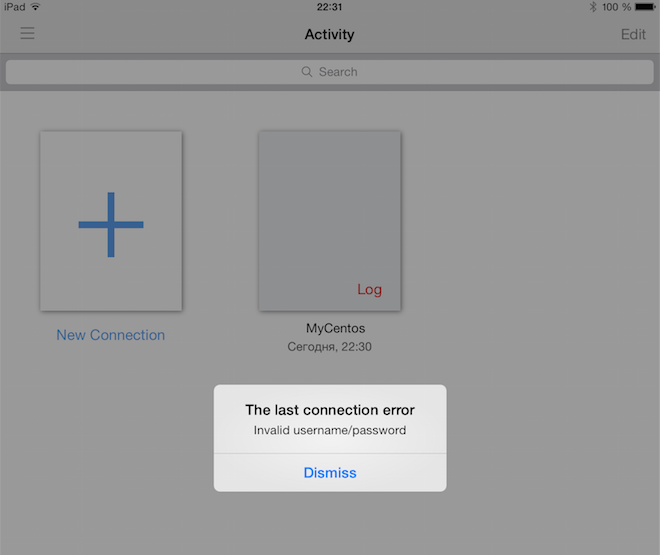 iPad 22:31 100 %
Activity Edit
Search
Log
New Connection
MyCentos
Сегодня, 22:30
The last connection error
Invalid username/password
Dismiss